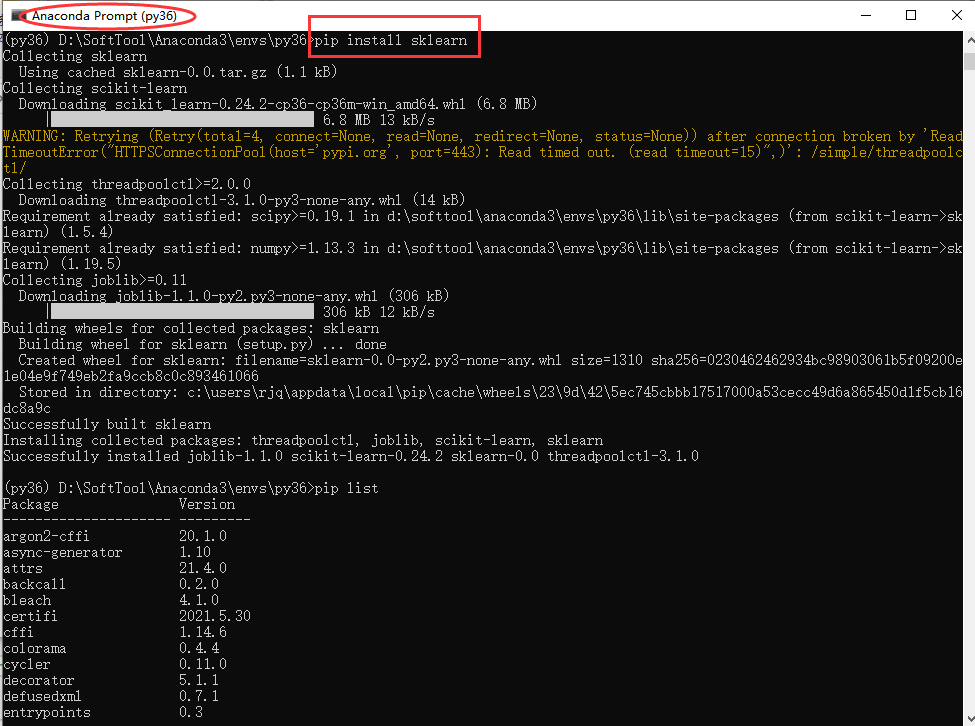 Anaconda Prompt (py36)
(py36) D:\SoftTool\Anaconda3\envs\py36>pip install sklearn
Collecting sklearn
  Using cached sklearn-0.0.tar.gz (1.1 kB)
Collecting scikit-learn
  Downloading scikit_learn-0.24.2-cp36-cp36m-win_amd64.whl (6.8 MB)
     | 6.8 MB 13 kB/s
WARNING: Retrying (Retry(total=4, connect=None, read=None, redirect=None, status=None)) after connection broken by 'Read
TimeoutError("HTTPSConnectionPool(host='pypi.org', port=443): Read timed out. (read timeout=15)",)': /simple/threadpoolc
tl/
Collecting threadpoolctl>=2.0.0
  Downloading threadpoolctl-3.1.0-py3-none-any.whl (14 kB)
Requirement already satisfied: scipy>=0.19.1 in d:\softtool\anaconda3\envs\py36\lib\site-packages (from scikit-learn->sk
learn) (1.5.4)
Requirement already satisfied: numpy>=1.13.3 in d:\softtool\anaconda3\envs\py36\lib\site-packages (from scikit-learn->sk
learn) (1.19.5)
Collecting joblib>=0.11
  Downloading joblib-1.1.0-py2.py3-none-any.whl (306 kB)
     | 306 kB 12 kB/s
Building wheels for collected packages: sklearn
  Building wheel for sklearn (setup.py) ... done
  Created wheel for sklearn: filename=sklearn-0.0-py2.py3-none-any.whl size=1310 sha256=0230462462934bc98903061b5f09200e
1e04e9f749eb2fa9ccb8c0c893461066
  Stored in directory: c:\users\rjq\appdata\local\pip\cache\wheels\23\9d\42\5ec745cbbb17517000a53cecc49d6a865450d1f5cb16
dc8a9c
Successfully built sklearn
Installing collected packages: threadpoolctl, joblib, scikit-learn, sklearn
Successfully installed joblib-1.1.0 scikit-learn-0.24.2 sklearn-0.0 threadpoolctl-3.1.0
(py36) D:\SoftTool\Anaconda3\envs\py36>pip list
Package               Version
--------------------- ---------
argon2-cffi           20.1.0
async-generator       1.10
attrs                 21.4.0
backcall              0.2.0
bleach                4.1.0
certifi               2021.5.30
cffi                  1.14.6
colorama              0.4.4
cycler                0.11.0
decorator             5.1.1
defusedxml            0.7.1
entrypoints           0.3